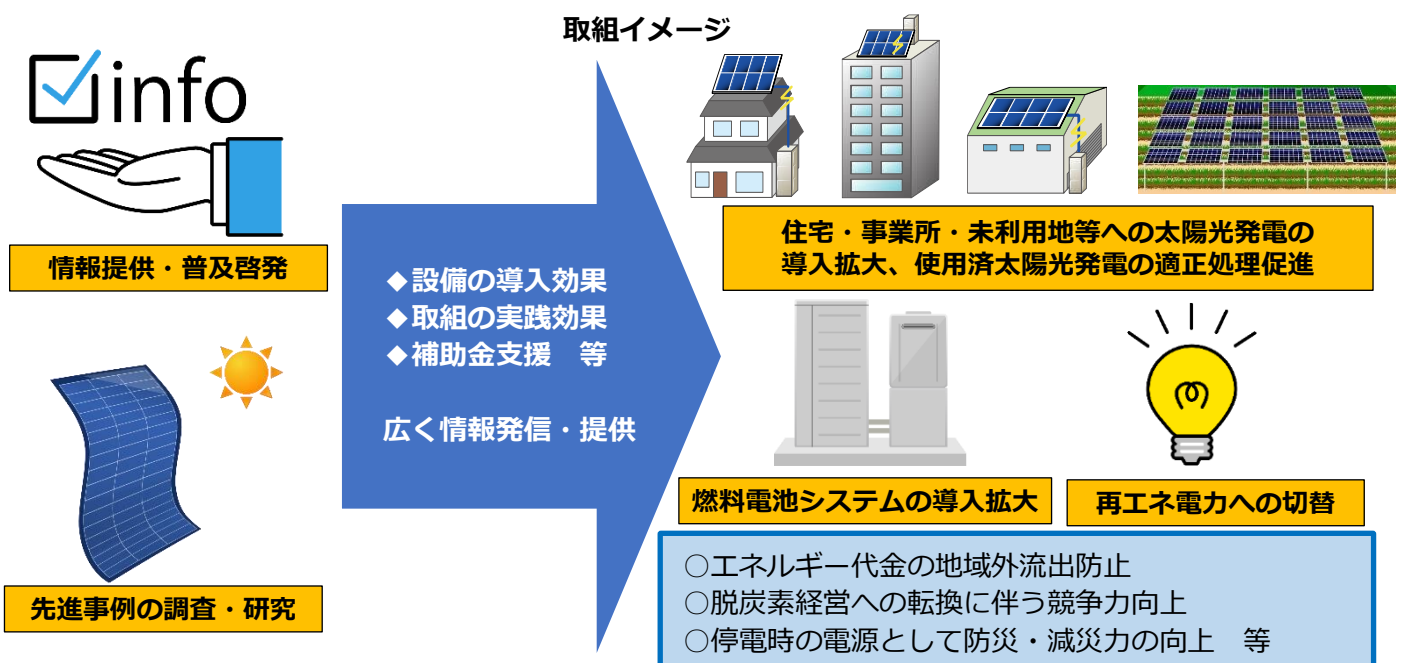 取組イメージ
info
情報提供・普及啓発
先進事例の調査・研究
◆設備の導入効果
◆取組の実践効果
◆補助金支援　等
広く情報発信・提供
住宅・事業所・未利用地等への太陽光発電の
導入拡大、使用済太陽光発電の適正処理促進
燃料電池システムの導入拡大
再エネ電力への切替
○エネルギー代金の地域外流出防止
○脱炭素経営への転換に伴う競争力向上
○停電時の電源として防災・減災力の向上　等